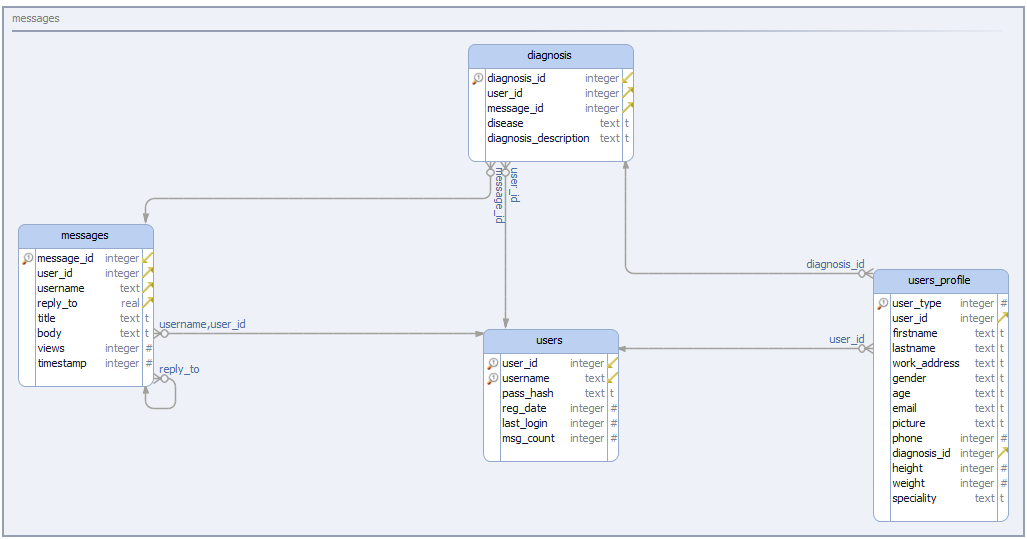 messages
diagnosis
diagnosis_id integer
user_id integer
message_id integer
disease text t
diagnosis_description text t
message_id
user_id
messages
message_id integer
user_id integer
username text
reply_to real
title text t
body text t
views integer #
timestamp integer #
username,user_id
reply_to
users
user_id integer
username text
pass_hash text t
reg_date integer #
last_login integer #
msg_count integer #
diagnosis_id
user_id
users_profile
user_type integer #
user_id integer
firstname text t
lastname text t
work_address text t
gender text t
age text t
email text t
picture text t
phone integer #
diagnosis_id integer
height integer #
weight integer #
speciality text t